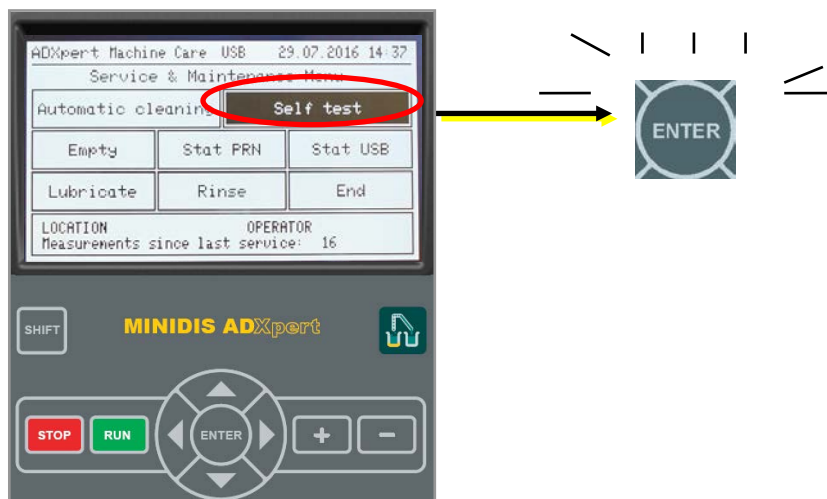 ADXpert Machine Care USB 29.07.2016 14:37
Service & Maintenance Menu
Automatic cleaning Self test
Empty Stat PRN Stat USB
Lubricate Rinse End
LOCATION OPERATOR
Measurements since last service: 16
ENTER
SHIFT MINIDIS ADXpert
STOP RUN ENTER + -